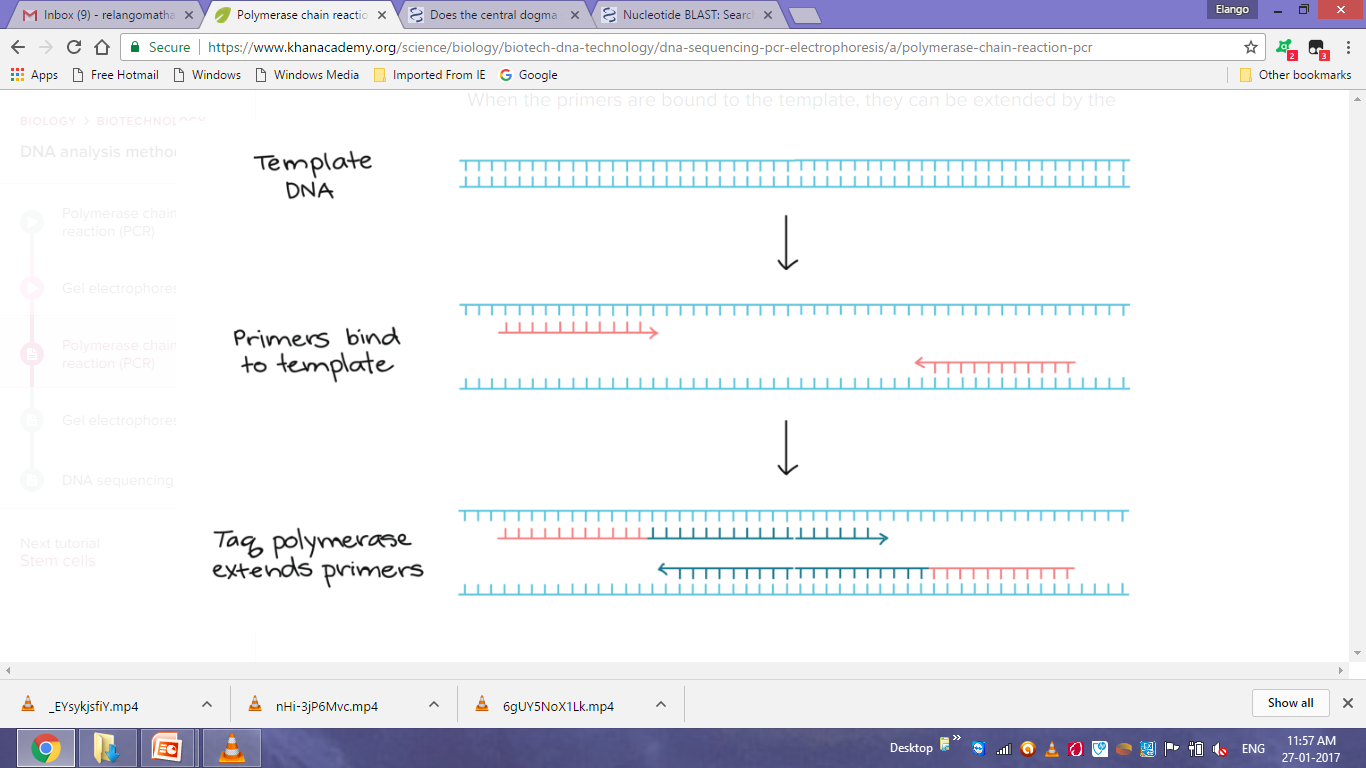 Inbox (9) - relangomatha
Polymerase chain reactio
Does the central dogma
Nucleotide BLAST: Search
Elango
Secure
https://www.khanacademy.org/science/biology/biotech-dna-technology/dna-sequencing-pcr-electrophoresis/a/polymerase-chain-reaction-pcr
2
3
Apps
Free Hotmail
Windows
Windows Media
Imported From IE
Google
Other bookmarks
When the primers are bound to the template, they can be extended by the
BIOLOGY > BIOTECHNOLOGY
DNA analysis method
Polymerase chain
reaction (PCR)
Gel electrophores
Polymerase chain
reaction (PCR)
Gel electrophores
DNA sequencing
Next tutorial
Stem cells
Template
DNA
Primers bind
to template
Taq polymerase
extends primers
_EYsykjsfiY.mp4
nHi-3jP6Mvc.mp4
6gUY5NoX1Lk.mp4
Show all
Desktop
ENG
11:57 AM
27-01-2017